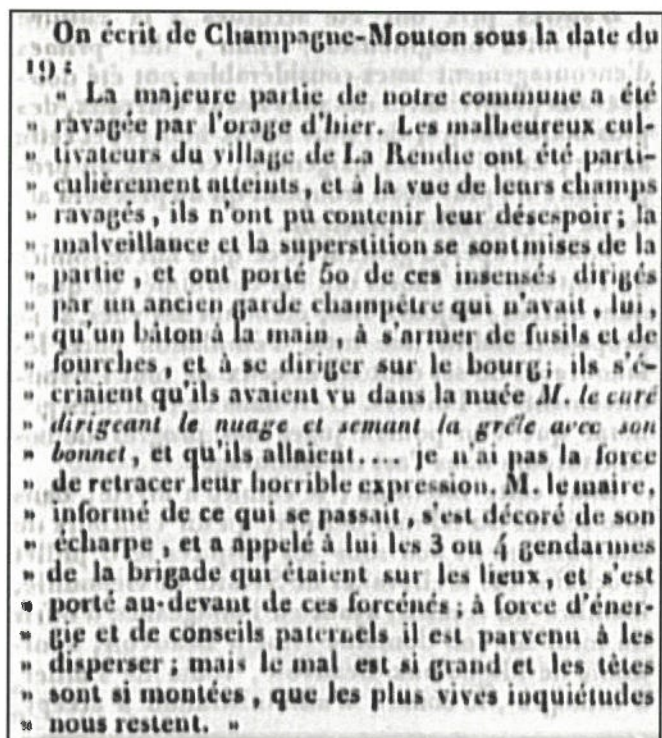 On écrit de Champagne-Mouton sous la date du
19 :
« La majeure partie de notre commune a été
» ravagée par l'orage d'hier. Les malheureux cul-
» tivateurs du village de La Rendie ont été parti-
» culièrement atteints, et à la vue de leurs champs
» ravagés, ils n'ont pu contenir leur désespoir; la
» malveillance et la superstition se sont mises de la
» partie, et ont porté 50 de ces insensés dirigés
» par un ancien garde champêtre qui n'avait, lui,
» qu'un bâton à la main, à s'armer de fusils et de
» fourches, et à se diriger sur le bourg; ils s'é-
» criaient qu'ils avaient vu dans la nuée M. le curé
» dirigeant le nuage et semant la grêle avec son
» bonnet, et qu'ils allaient.... je n'ai pas la force
» de retracer leur horrible expression. M. le maire,
» informé de ce qui se passait, s'est décoré de son
» écharpe, et a appelé à lui les 3 ou 4 gendarmes
» de la brigade qui étaient sur les lieux, et s'est
» porté au-devant de ces forcénés; à force d'éner-
» gie et de conseils paternels il est parvenu à les
» disperser; mais le mal est si grand et les têtes
» sont si montées, que les plus vives inquiétudes
» nous restent. »